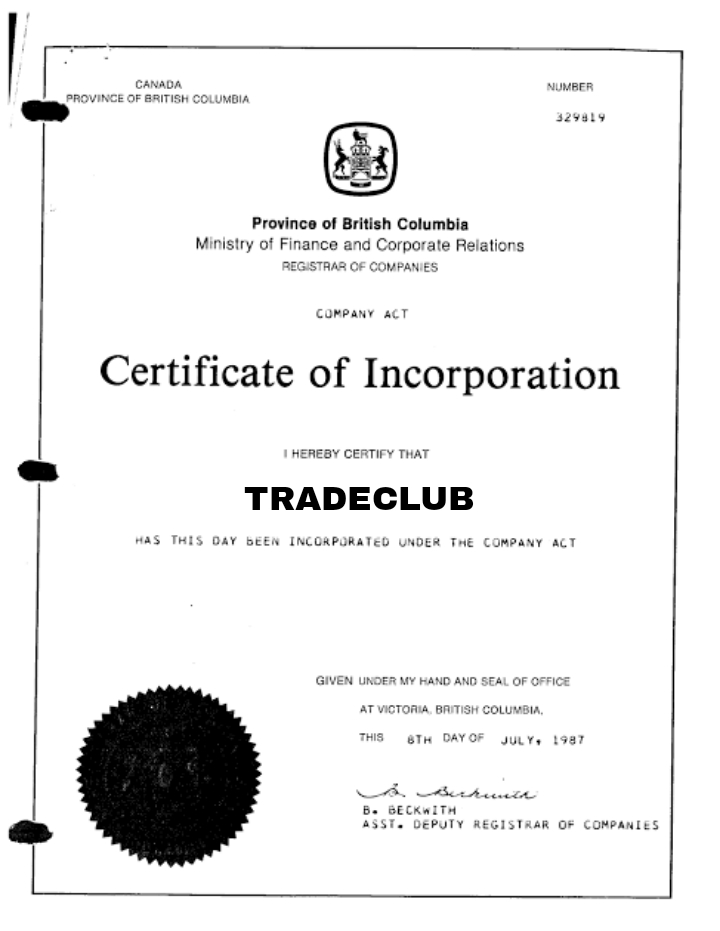 CANADA
PROVINCE OF BRITISH COLUMBIA
NUMBER
329819
Province of British Columbia
Ministry of Finance and Corporate Relations
REGISTRAR OF COMPANIES
COMPANY ACT
Certificate of Incorporation
I HEREBY CERTIFY THAT
TRADECLUB
HAS THIS DAY BEEN INCORPORATED UNDER THE COMPANY ACT
GIVEN UNDER MY HAND AND SEAL OF OFFICE
AT VICTORIA, BRITISH COLUMBIA,
THIS 8TH DAY OF JULY, 1987
B. Beckwith
B. BECKWITH
ASST. DEPUTY REGISTRAR OF COMPANIES